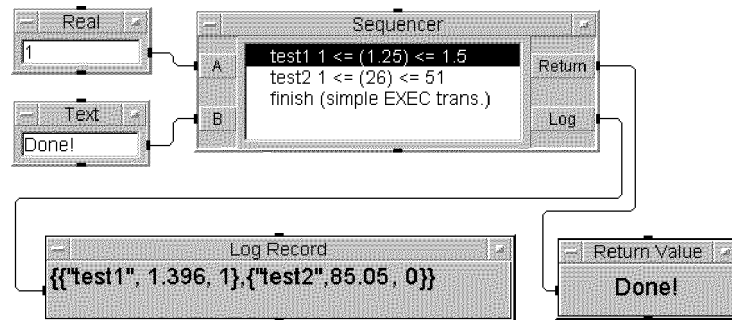 Real
1
Text
Done!
Sequencer
A
B
test1 1 <= (1.25) <= 1.5
test2 1 <= (26) <= 51
finish (simple EXEC trans.)
Return
Log
Log Record
{{"test1", 1.396, 1},{"test2",85.05, 0}}
Return Value
Done!